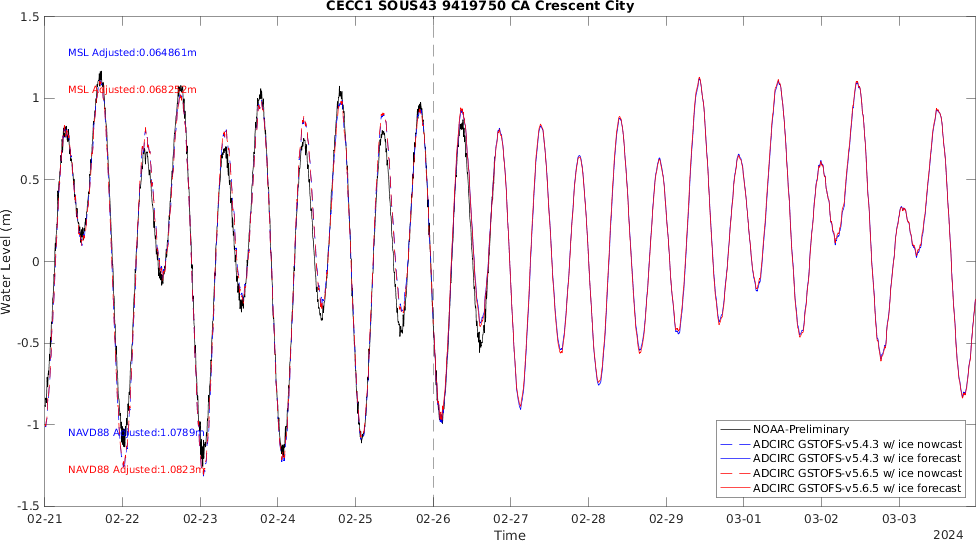 CECC1 SOUS43 9419750 CA Crescent City
1.5
MSL Adjusted:0.064861m
MSL Adjusted:0.068252m
1
0.5
0
-0.5
-1
-1.5
Water Level (m)
NAVD88 Adjusted:1.0789m
NAVD88 Adjusted:1.0823m
NOAA-Preliminary
ADCIRC GSTOFS-v5.4.3 w/ ice nowcast
ADCIRC GSTOFS-v5.4.3 w/ ice forecast
ADCIRC GSTOFS-v5.6.5 w/ ice nowcast
ADCIRC GSTOFS-v5.6.5 w/ ice forecast
02-21 02-22 02-23 02-24 02-25 02-26 02-27 02-28 02-29 03-01 03-02 03-03
Time
2024